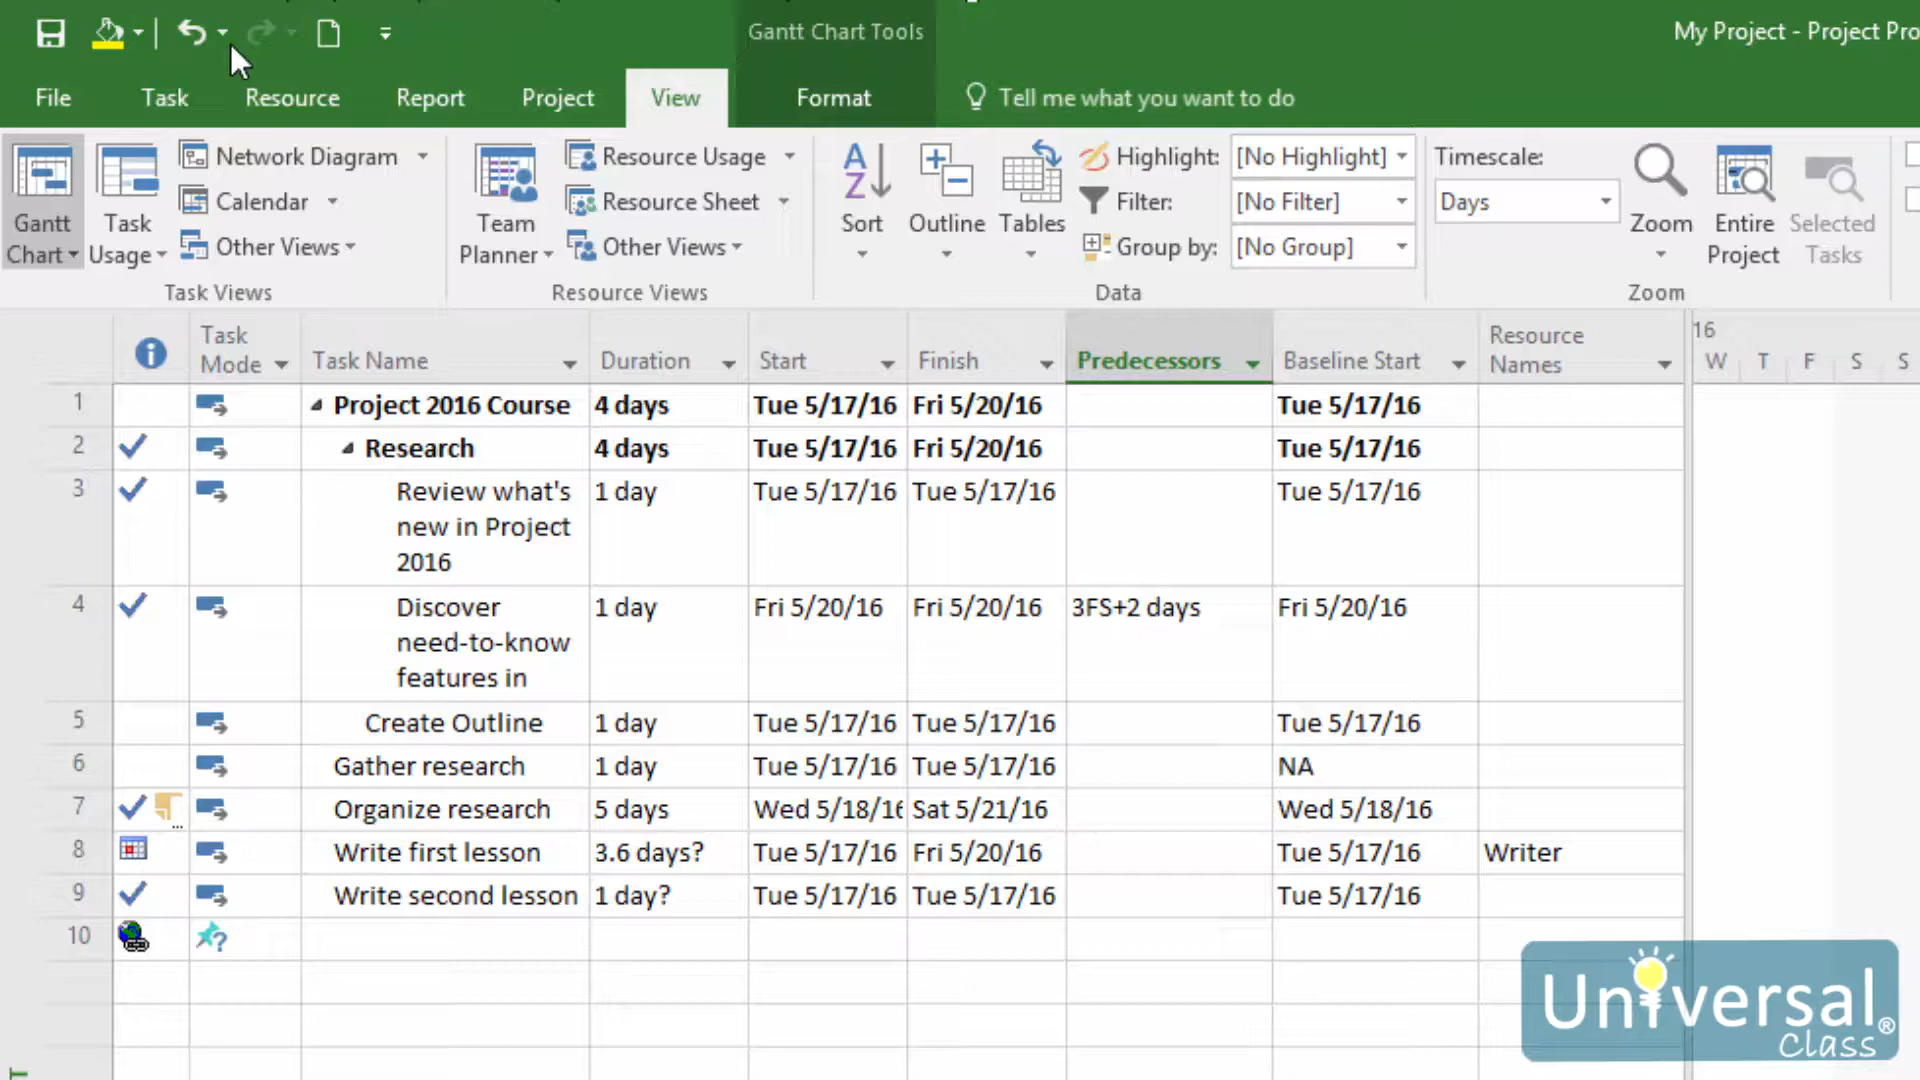 Gantt Chart Tools
My Project - Project Pro
File Task Resource Report Project View Format Tell me what you want to do
Gantt
Chart
Task
Usage
Network Diagram
Calendar
Other Views
Task Views
Team
Planner
Resource Usage
Resource Sheet
Other Views
Resource Views
Sort
Outline
Tables
Highlight: [No Highlight]
Filter: [No Filter]
Group by: [No Group]
Data
Timescale:
Days
Zoom
Entire
Project
Selected
Tasks
Zoom
Task
Mode
Task Name Duration Start Finish Predecessors Baseline Start
Resource
Names
16
W T F S S
1 Project 2016 Course 4 days Tue 5/17/16 Fri 5/20/16 Tue 5/17/16
2 Research 4 days Tue 5/17/16 Fri 5/20/16 Tue 5/17/16
3 Review what's 1 day Tue 5/17/16 Tue 5/17/16 Tue 5/17/16
new in Project
2016
4 Discover 1 day Fri 5/20/16 Fri 5/20/16 3FS+2 days Fri 5/20/16
need-to-know
features in
5 Create Outline 1 day Tue 5/17/16 Tue 5/17/16 Tue 5/17/16
6 Gather research 1 day Tue 5/17/16 Tue 5/17/16 NA
7 Organize research 5 days Wed 5/18/16 Sat 5/21/16 Wed 5/18/16
8 Write first lesson 3.6 days? Tue 5/17/16 Fri 5/20/16 Tue 5/17/16 Writer
9 Write second lesson 1 day? Tue 5/17/16 Tue 5/17/16 Tue 5/17/16
10
Universal®
Class